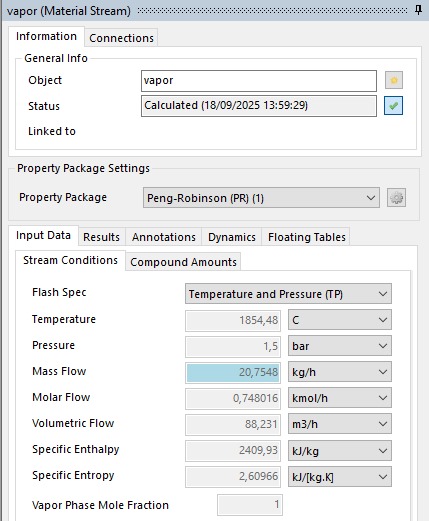 vapor (Material Stream)
Information Connections
General Info
Object vapor
Status Calculated (18/09/2025 13:59:29)
Linked to
Property Package Settings
Property Package Peng-Robinson (PR) (1)
Input Data Results Annotations Dynamics Floating Tables
Stream Conditions Compound Amounts
Flash Spec Temperature and Pressure (TP)
Temperature 1854,48 C
Pressure 1,5 bar
Mass Flow 20,7548 kg/h
Molar Flow 0,748016 kmol/h
Volumetric Flow 88,231 m3/h
Specific Enthalpy 2409,93 kJ/kg
Specific Entropy 2,60966 kJ/[kg.K]
Vapor Phase Mole Fraction 1